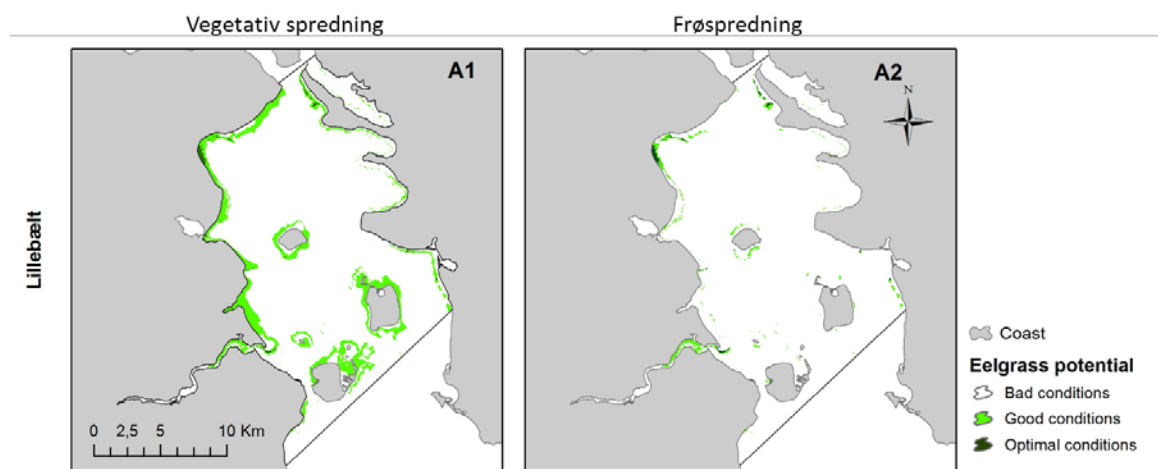 Vegetativ spredning
Frøspredning
A1
A2
N
Lillebælt
Coast
Eelgrass potential
Bad conditions
Good conditions
Optimal conditions
0 2,5 5 10 Km